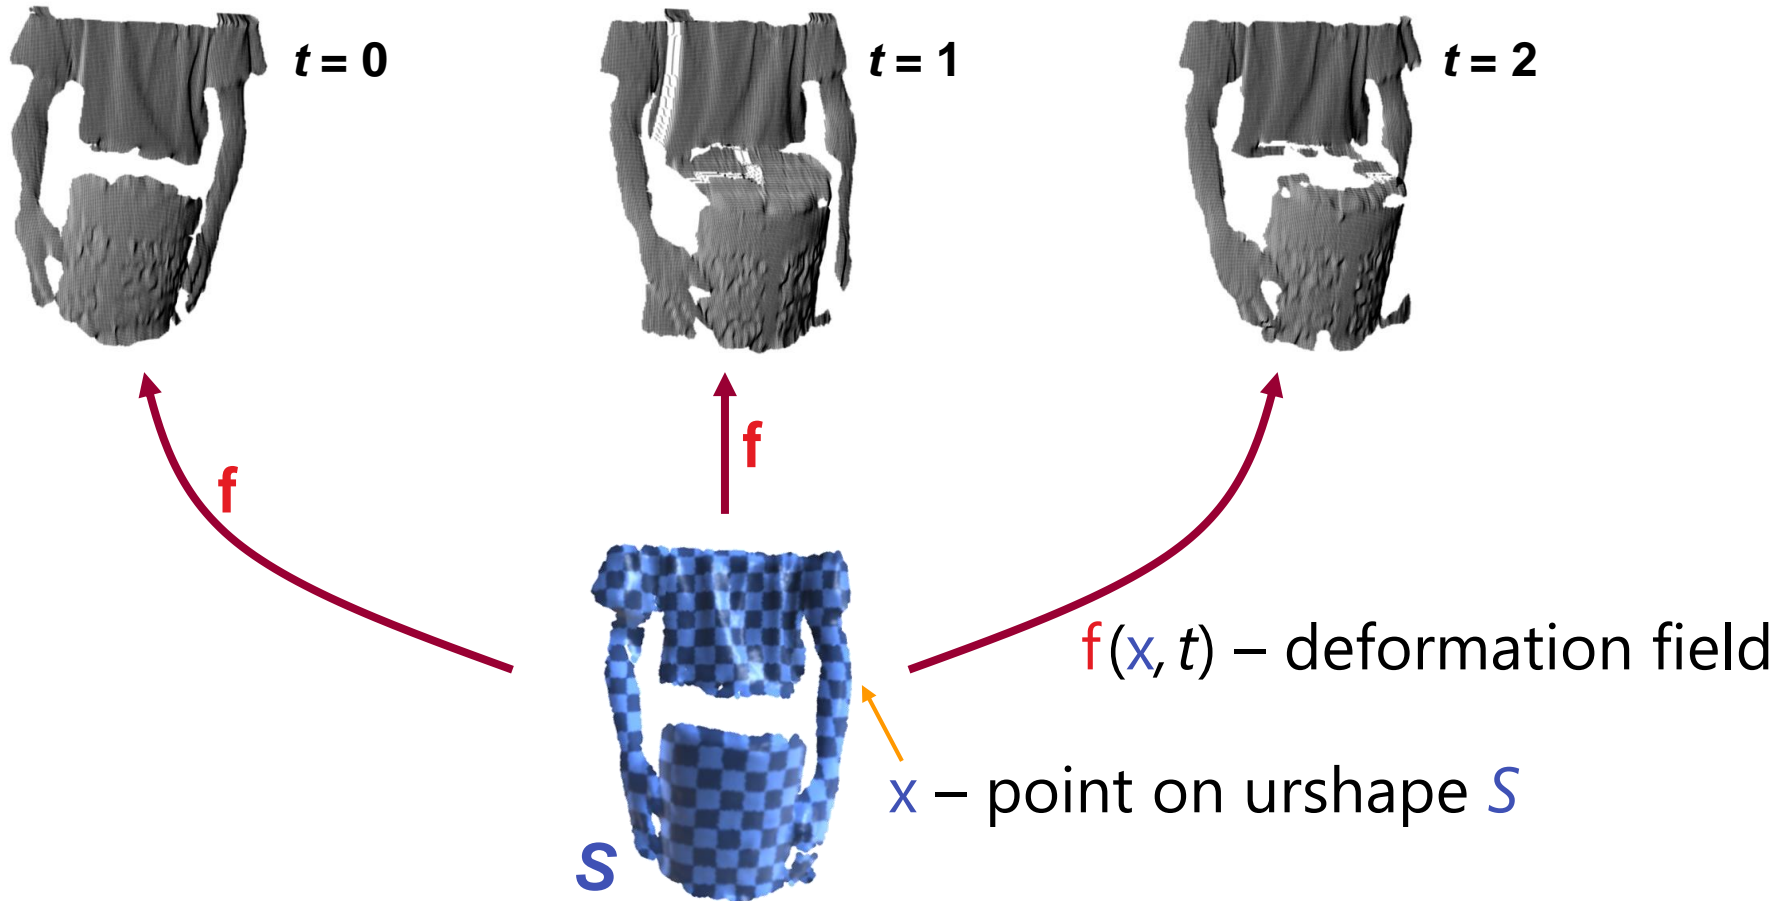 t = 0
t = 1
t = 2
f
f
f(x, t) – deformation field
x – point on urshape S
S